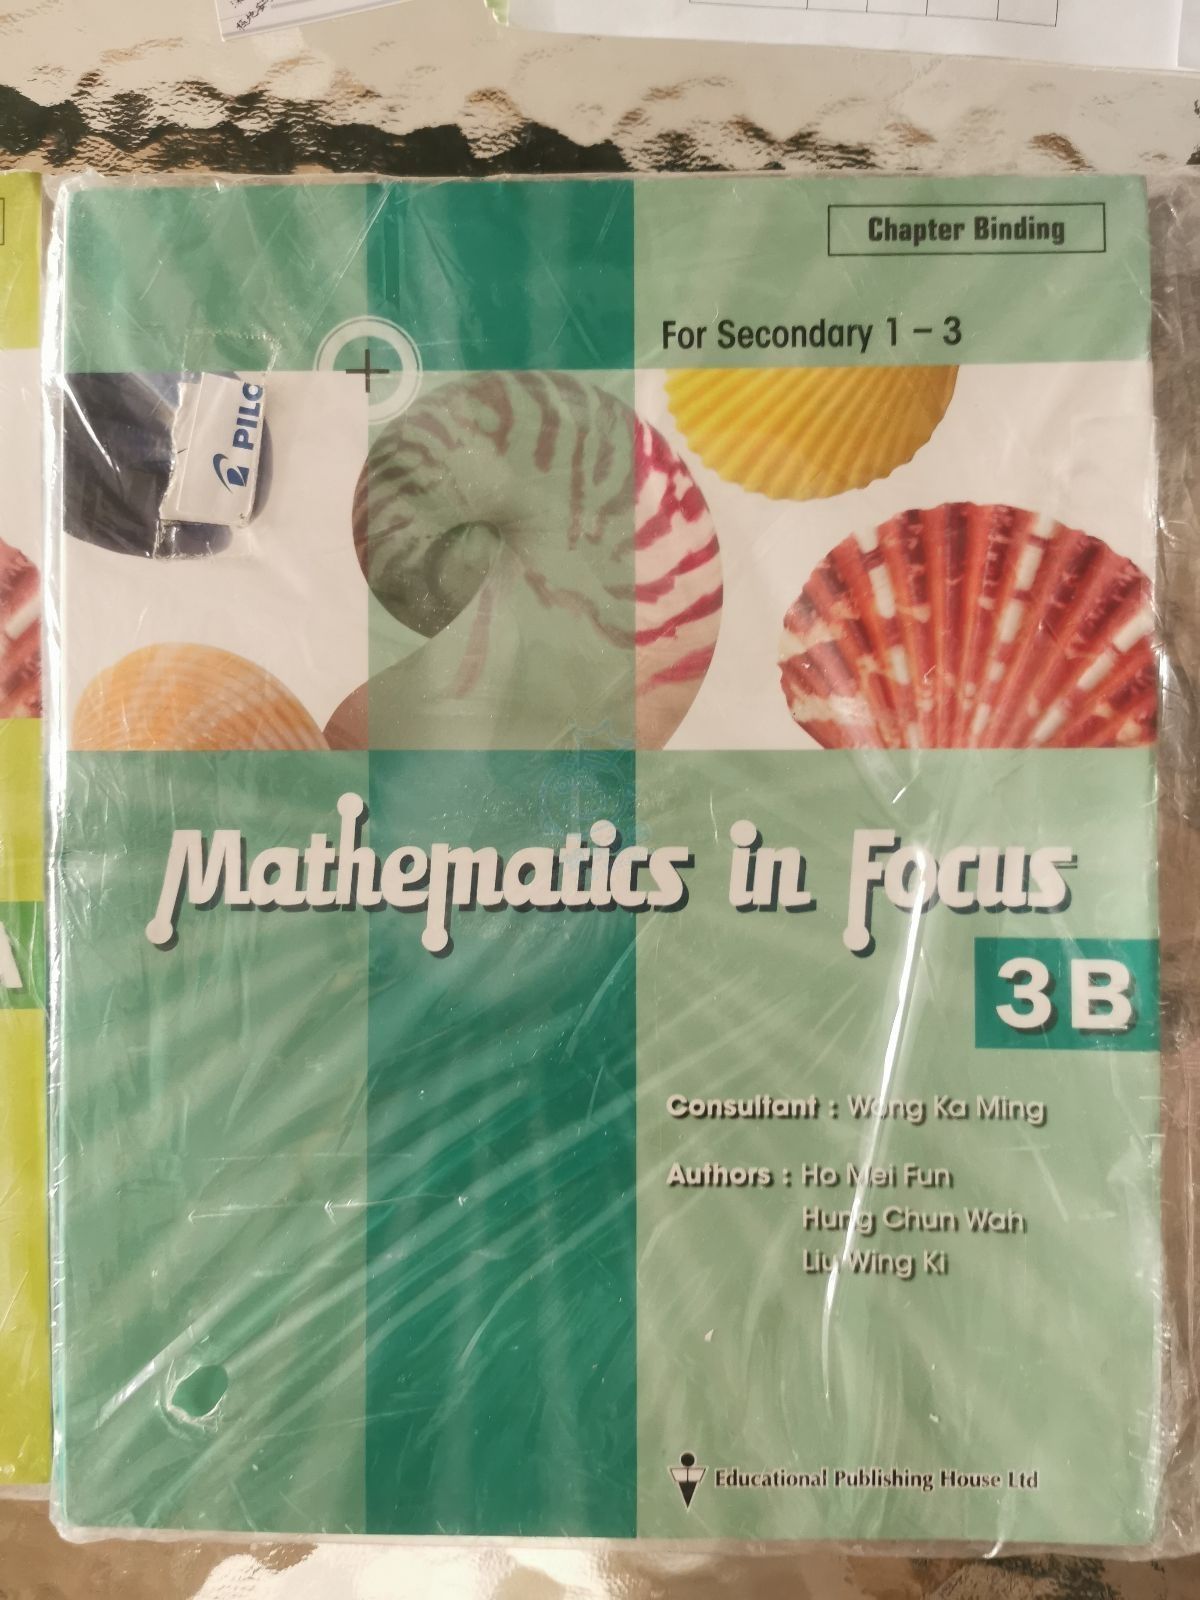 Chapter Binding
For Secondary 1 – 3
PILO
Mathematics in Focus
3B
A
Consultant : Wong Ka Ming
Authors : Ho Mei Fun
Hung Chun Wah
Liu Wing Ki
Educational Publishing House Ltd